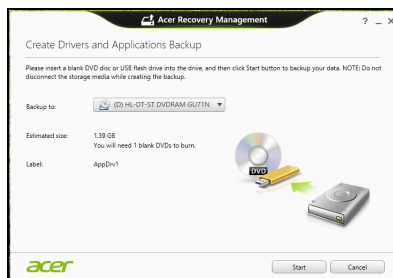 Acer Recovery Management
? _ X
Create Drivers and Applications Backup
Please insert a blank DVD disc or USB flash drive into the drive, and then click Start button to backup your data. NOTE: Do not
disconnect the storage media while creating the backup.
Backup to: (D) HL-DT-ST DVDRAM GU71N
Estimated size: 1.39 GB
You will need 1 blank DVDs to burn.
Label: AppDrv1
DVD
acer Start Cancel